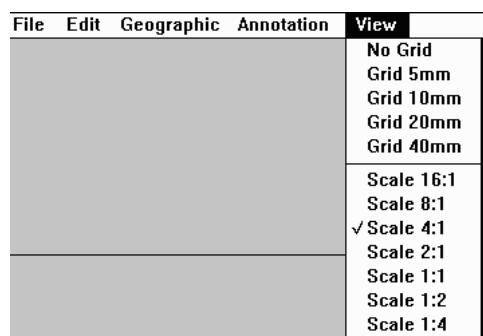 File Edit Geographic Annotation View
No Grid
Grid 5mm
Grid 10mm
Grid 20mm
Grid 40mm
Scale 16:1
Scale 8:1
√ Scale 4:1
Scale 2:1
Scale 1:1
Scale 1:2
Scale 1:4